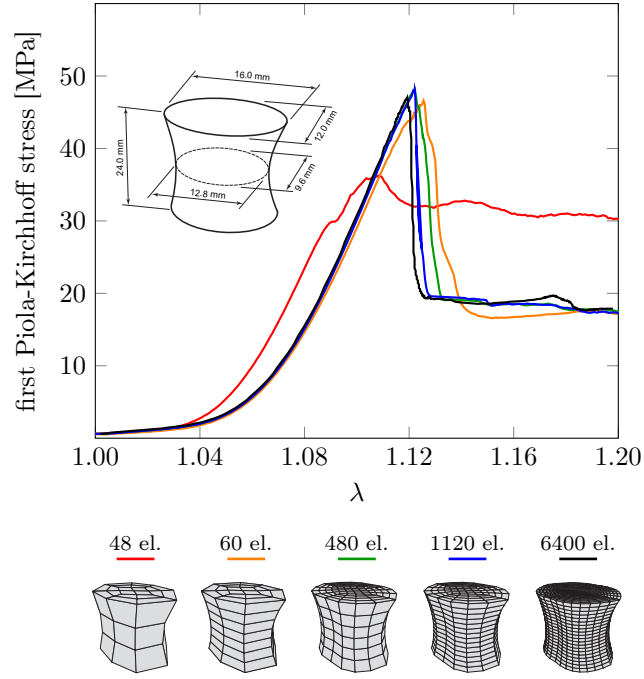 first Piola-Kirchhoff stress [MPa]
50
40
30
20
10
16.0 mm
12.0 mm
24.0 mm
12.8 mm
9.6 mm
1.00 1.04 1.08 1.12 1.16 1.20
λ
48 el. 60 el. 480 el. 1120 el. 6400 el.